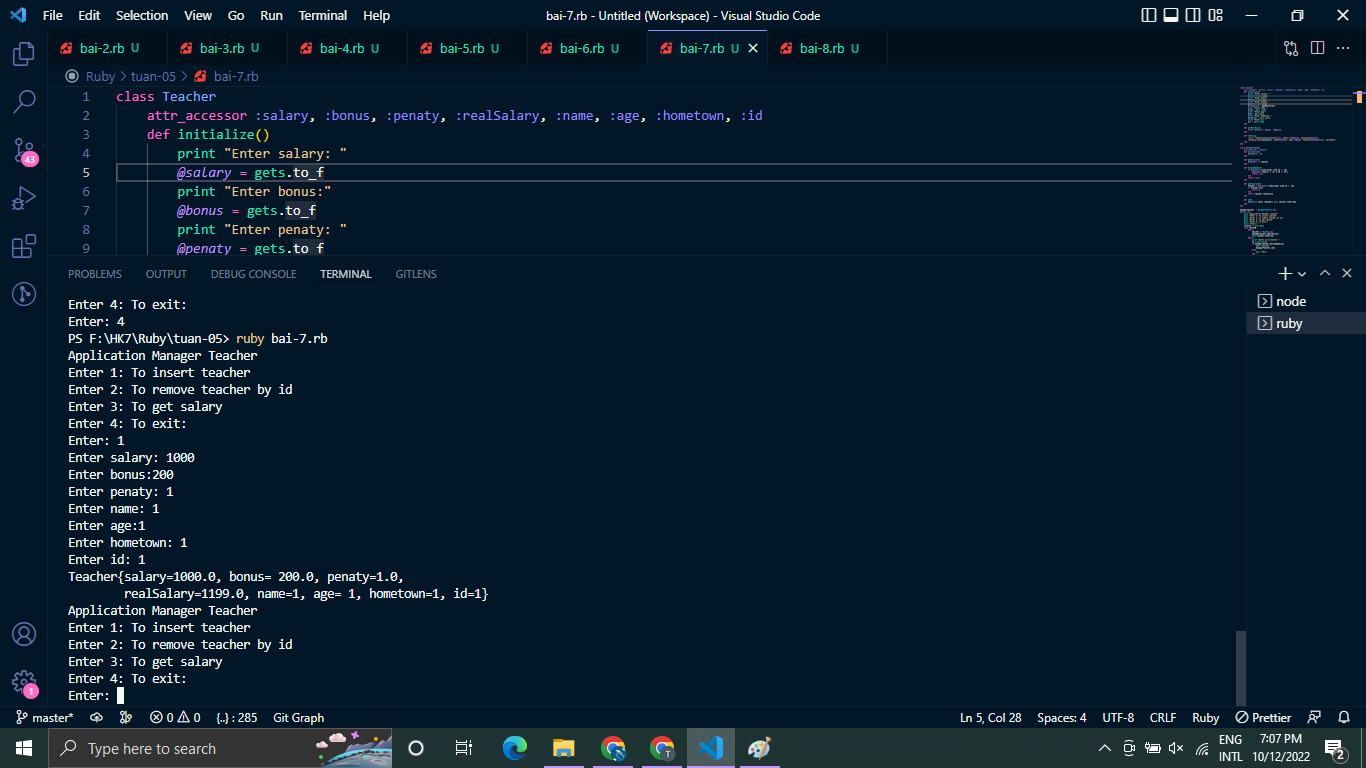 File Edit Selection View Go Run Terminal Help bai-7.rb - Untitled (Workspace) - Visual Studio Code
bai-2.rb U bai-3.rb U bai-4.rb U bai-5.rb U bai-6.rb U bai-7.rb U bai-8.rb U
Ruby > tuan-05 > bai-7.rb
1 class Teacher
2 attr_accessor :salary, :bonus, :penaty, :realSalary, :name, :age, :hometown, :id
3 def initialize()
4 print "Enter salary: "
5 @salary = gets.to_f
6 print "Enter bonus:"
7 @bonus = gets.to_f
8 print "Enter penaty: "
9 @penaty = gets.to_f
43
PROBLEMS OUTPUT DEBUG CONSOLE TERMINAL GITLENS
node
ruby
Enter 4: To exit:
Enter: 4
PS F:\HK7\Ruby\tuan-05> ruby bai-7.rb
Application Manager Teacher
Enter 1: To insert teacher
Enter 2: To remove teacher by id
Enter 3: To get salary
Enter 4: To exit:
Enter: 1
Enter salary: 1000
Enter bonus:200
Enter penaty: 1
Enter name: 1
Enter age:1
Enter hometown: 1
Enter id: 1
Teacher{salary=1000.0, bonus= 200.0, penaty=1.0,
realSalary=1199.0, name=1, age= 1, hometown=1, id=1}
Application Manager Teacher
Enter 1: To insert teacher
Enter 2: To remove teacher by id
Enter 3: To get salary
Enter 4: To exit:
Enter:
1
master* 0 0 {..} : 285 Git Graph Ln 5, Col 28 Spaces: 4 UTF-8 CRLF Ruby Prettier
Type here to search
T
ENG 7:07 PM
INTL 10/12/2022 2